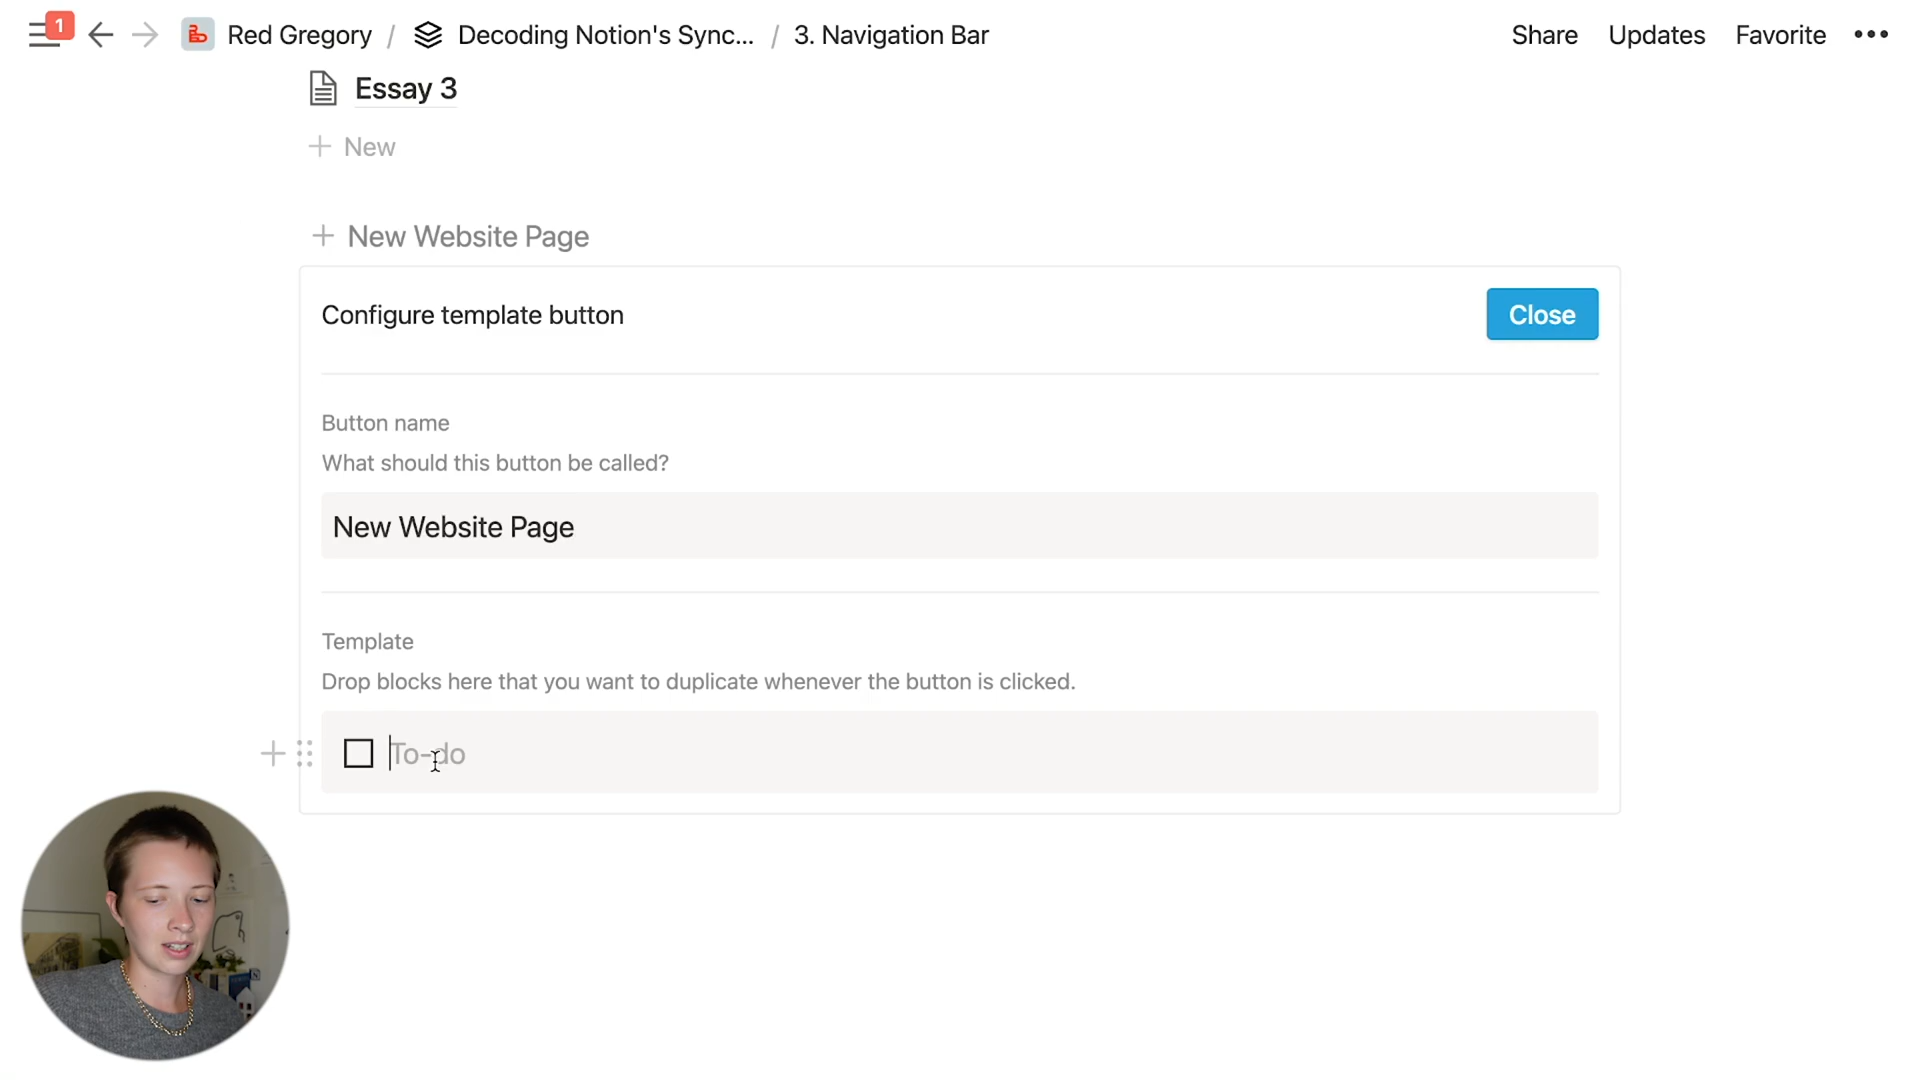 1
Red Gregory / Decoding Notion's Sync... / 3. Navigation Bar
Share Updates Favorite
Essay 3
New
New Website Page
Configure template button
Close
Button name
What should this button be called?
New Website Page
Template
Drop blocks here that you want to duplicate whenever the button is clicked.
To-do